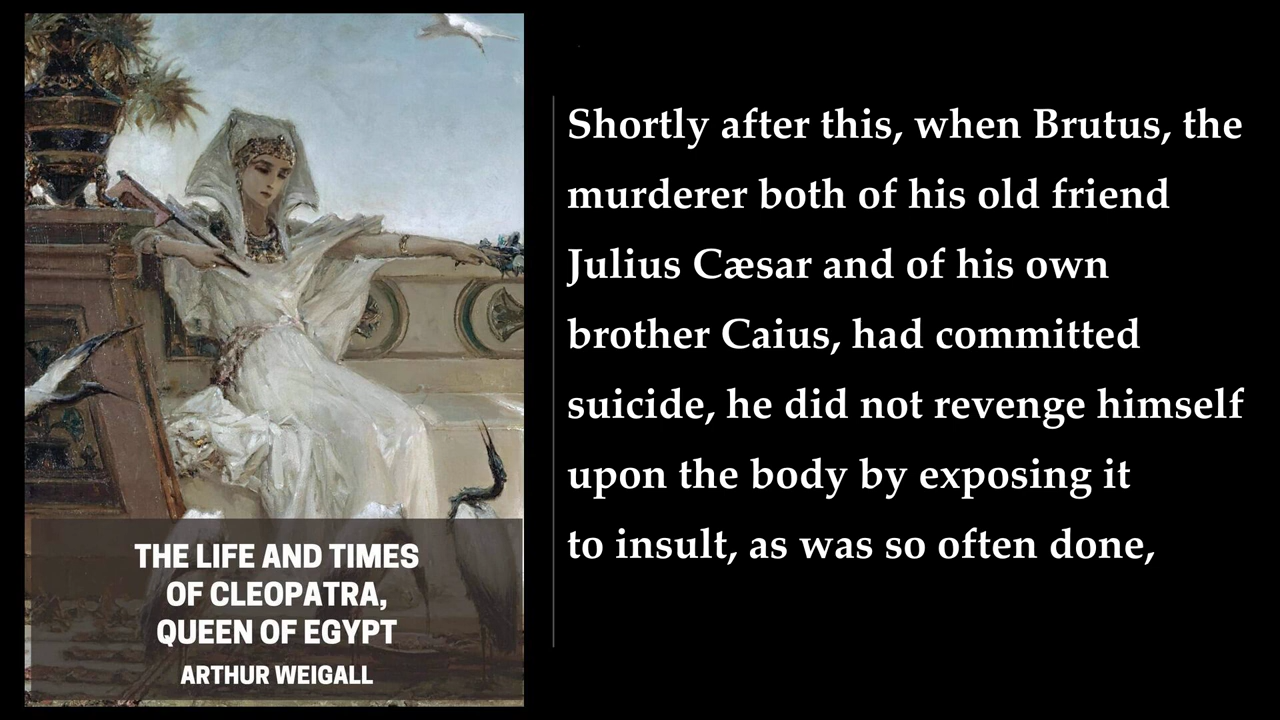 THE LIFE AND TIMES
OF CLEOPATRA,
QUEEN OF EGYPT
ARTHUR WEIGALL
Shortly after this, when Brutus, the
murderer both of his old friend
Julius Cæsar and of his own
brother Caius, had committed
suicide, he did not revenge himself
upon the body by exposing it
to insult, as was so often done,